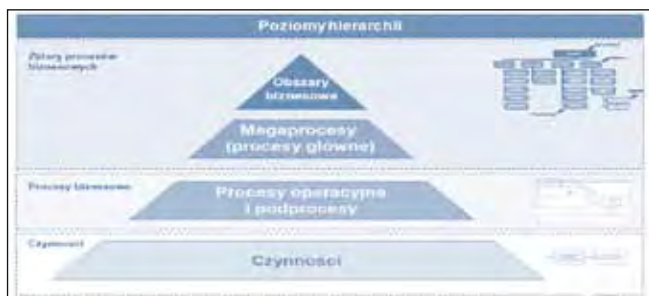 Poziomy hierarchii
Zbiory procesów
biznesowych
Obszary
biznesowe
Megaprocesy
(procesy główne)
Procesy biznesowe
Procesy operacyjne
i podprocesy
Czynności
Czynności